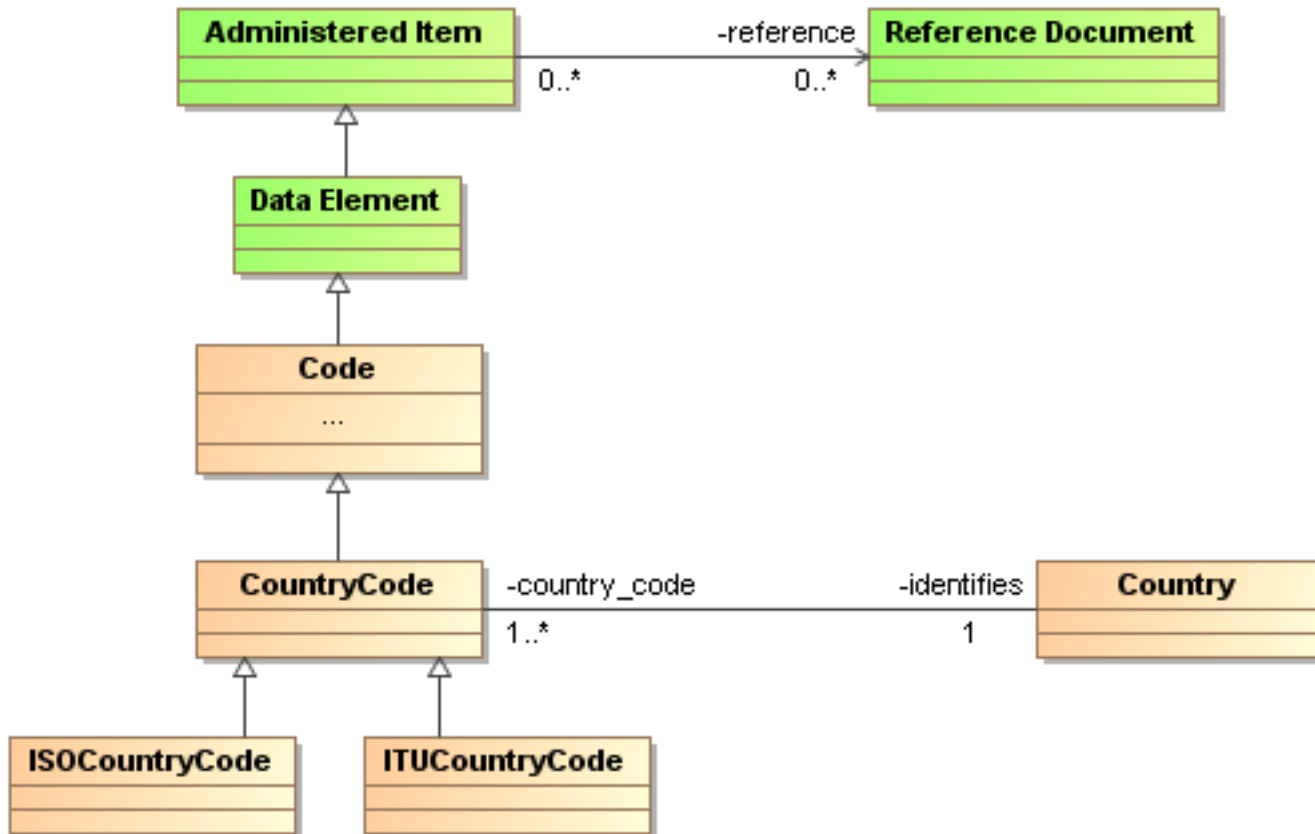 Administered Item
-reference
Reference Document
0..*
0..*
Data Element
Code
...
CountryCode
-country_code
-identifies
Country
1..*
1
ISOCountryCode
ITUCountryCode